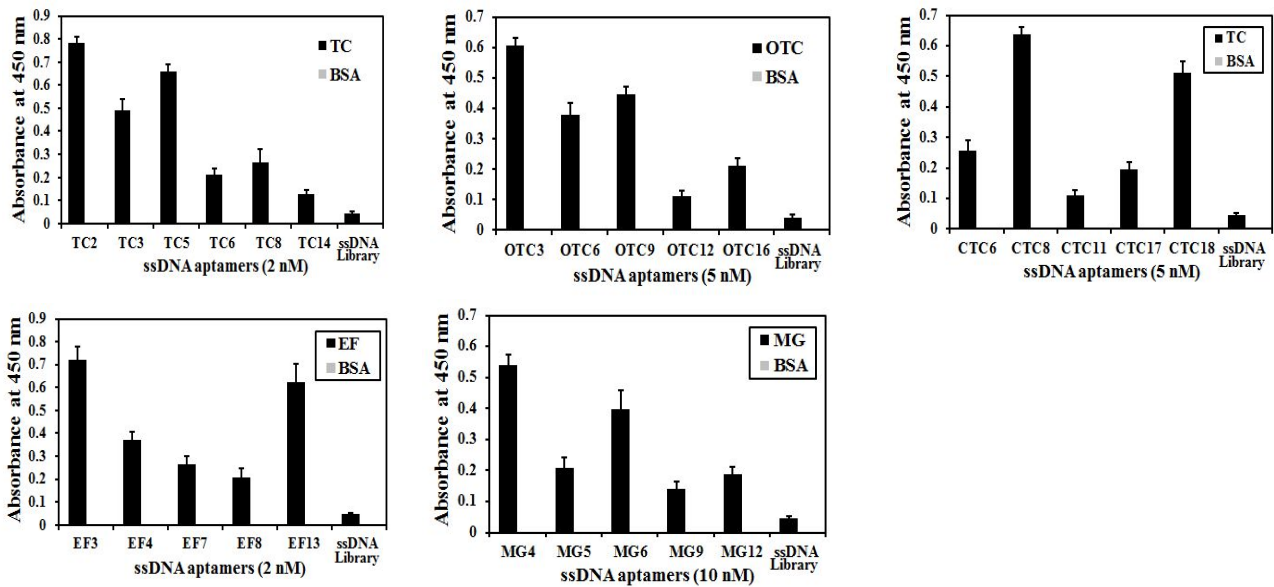 Absorbance at 450 nm
0.9
0.8
0.7
0.6
0.5
0.4
0.3
0.2
0.1
0
TC
BSA
TC2 TC3 TC5 TC6 TC8 TC14 ssDNA
Library
ssDNA aptamers (2 nM)
Absorbance at 450 nm
0.7
0.6
0.5
0.4
0.3
0.2
0.1
0
OTC
BSA
OTC3 OTC6 OTC9 OTC12 OTC16 ssDNA
Library
ssDNA aptamers (5 nM)
Absorbance at 450 nm
0.7
0.6
0.5
0.4
0.3
0.2
0.1
0
TC
BSA
CTC6 CTC8 CTC11 CTC17 CTC18 ssDNA
Library
ssDNA aptamers (5 nM)
Absorbance at 450 nm
0.9
0.8
0.7
0.6
0.5
0.4
0.3
0.2
0.1
0
EF
BSA
EF3 EF4 EF7 EF8 EF13 ssDNA
Library
ssDNA aptamers (2 nM)
Absorbance at 450 nm
0.7
0.6
0.5
0.4
0.3
0.2
0.1
0
MG
BSA
MG4 MG5 MG6 MG9 MG12 ssDNA
Library
ssDNA aptamers (10 nM)